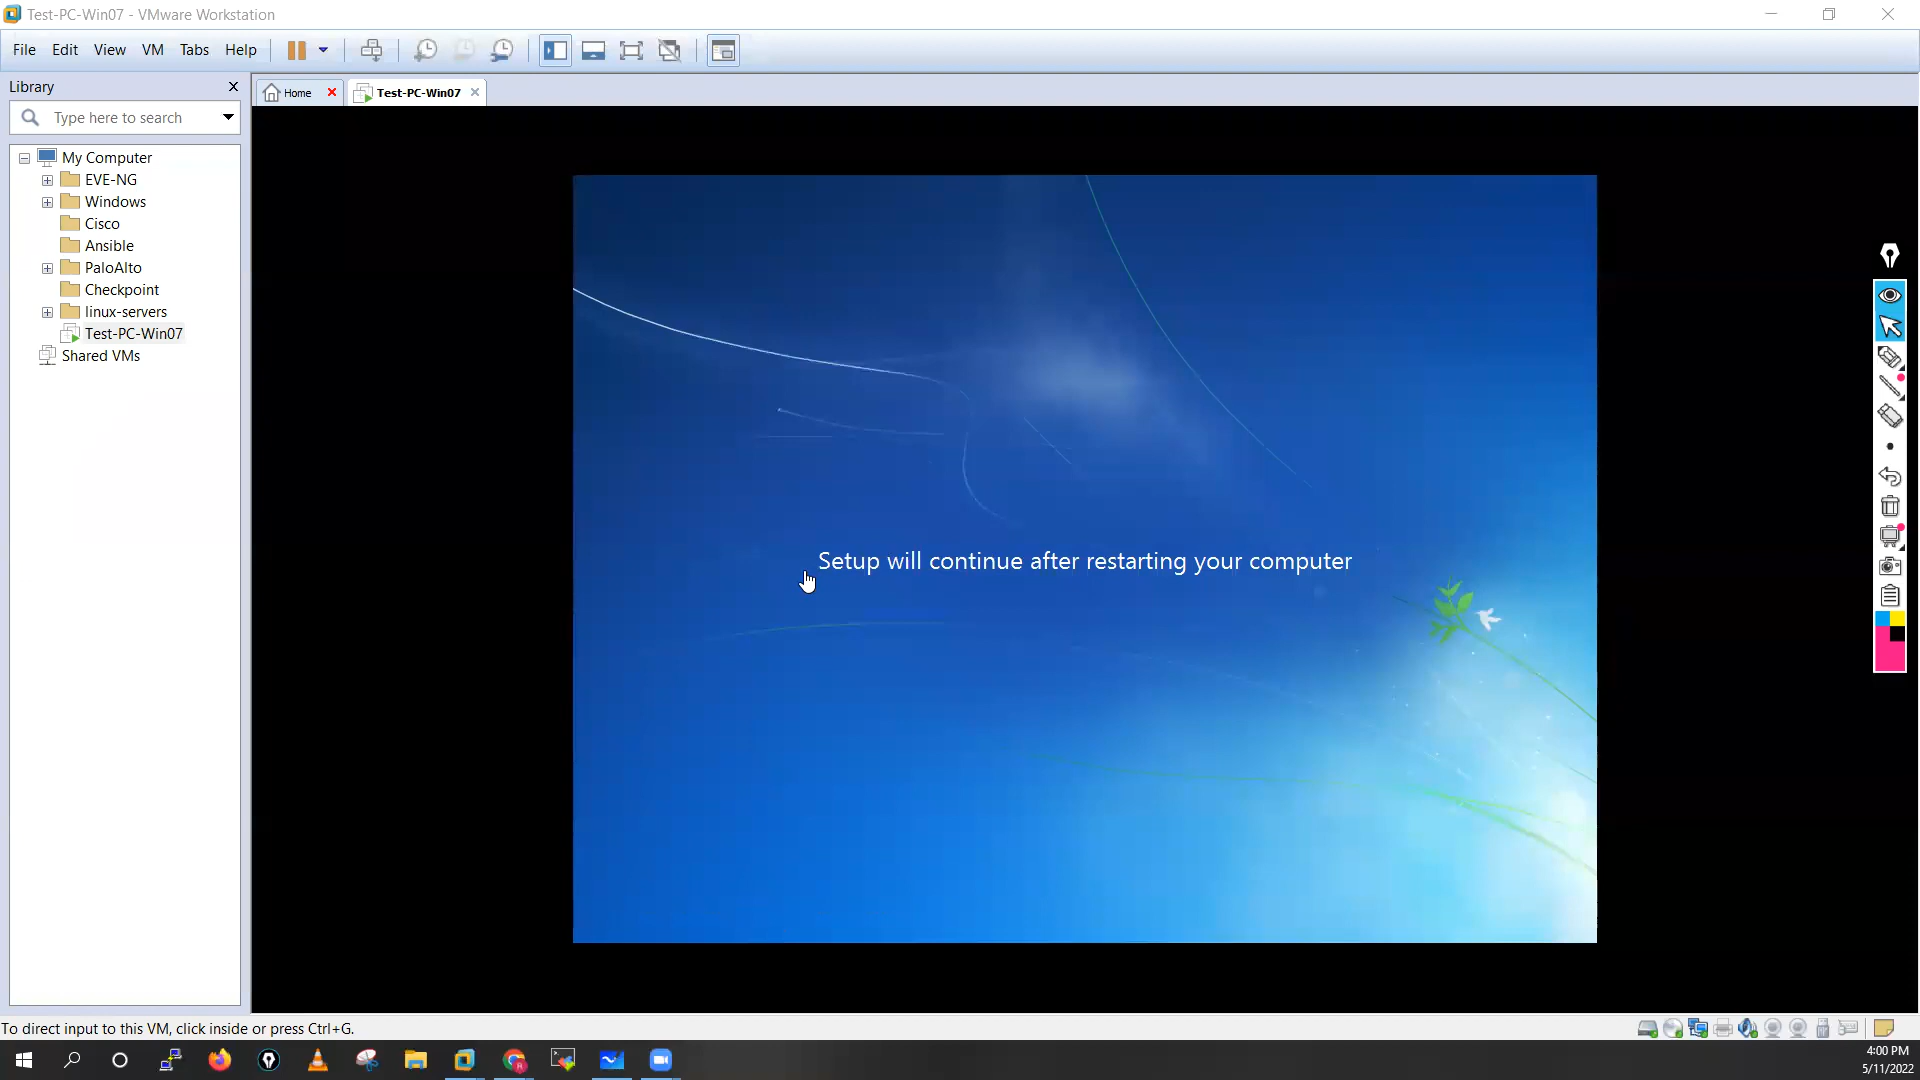 Test-PC-Win07 - VMware Workstation
File Edit View VM Tabs Help
Library
Home
Test-PC-Win07
Type here to search
My Computer
EVE-NG
Windows
Cisco
Ansible
PaloAlto
Checkpoint
linux-servers
Test-PC-Win07
Shared VMs
Setup will continue after restarting your computer
To direct input to this VM, click inside or press Ctrl+G.
4:00 PM
5/11/2022